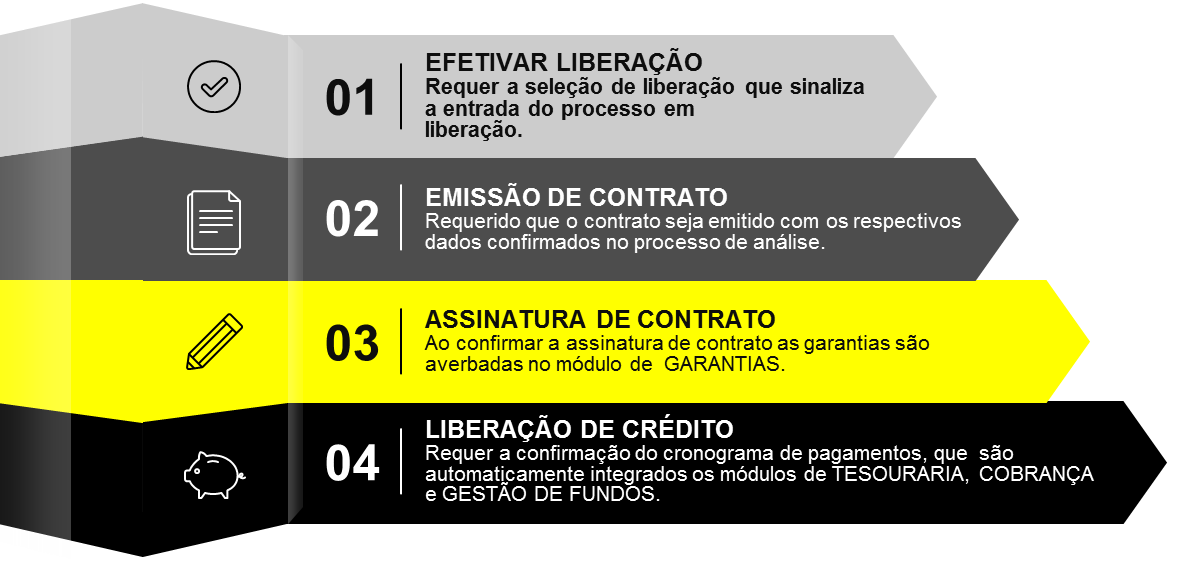 01
EFETIVAR LIBERAÇÃO
Requer a seleção de liberação que sinaliza
a entrada do processo em
liberação.
02
EMISSÃO DE CONTRATO
Requerido que o contrato seja emitido com os respectivos
dados confirmados no processo de análise.
03
ASSINATURA DE CONTRATO
Ao confirmar a assinatura de contrato as garantias são
averbadas no módulo de GARANTIAS.
04
LIBERAÇÃO DE CRÉDITO
Requer a confirmação do cronograma de pagamentos, que são
automaticamente integrados os módulos de TESOURARIA, COBRANÇA
e GESTÃO DE FUNDOS.